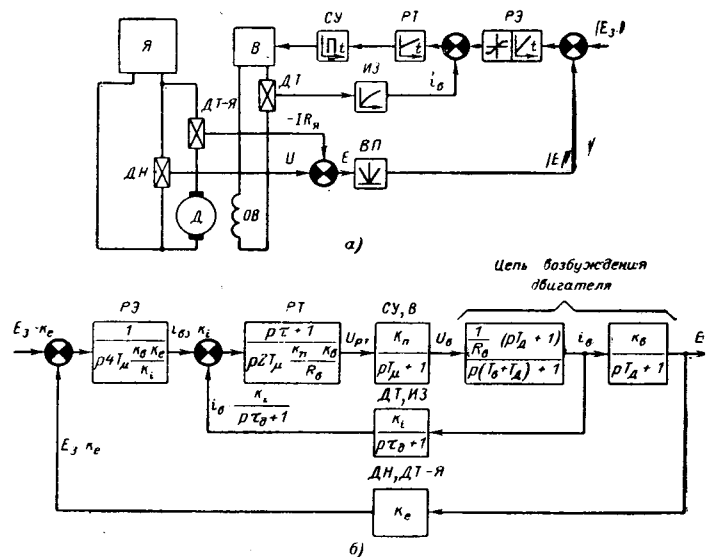 СУ РТ РЭ
Я В |Eз|
t t t
ДТ ИЗ iв
ДТ-Я
-IRя
ВП
ДН U E |E|
Д ОВ
а)
Цепь возбуждения
двигателя
РЭ РТ СУ, В
Eз·кe 1 / p4Tμ кв кe / кi iвз кi pτ + 1 / p2Tμ кп / Rв кв Uрт Кп / pTμ + 1 Uв 1 / Rв (pTд + 1) / p(Tв+Tд) + 1 iв кв / pTд + 1 E
ДТ, ИЗ
iв кi / pτд+1 кi / pτд+1
ДН, ДТ-Я
Eз кe кe
б)